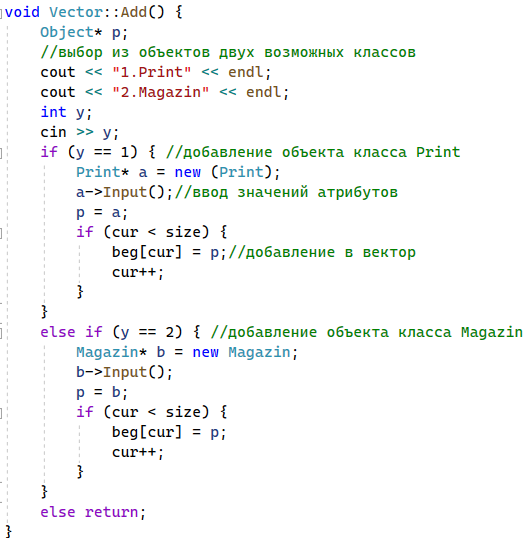 void Vector::Add() {
    Object* p;
    //выбор из объектов двух возможных классов
    cout << "1.Print" << endl;
    cout << "2.Magazin" << endl;
    int y;
    cin >> y;
    if (y == 1) { //добавление объекта класса Print
        Print* a = new (Print);
        a->Input();//ввод значений атрибутов
        p = a;
        if (cur < size) {
            beg[cur] = p;//добавление в вектор
            cur++;
        }
    }
    else if (y == 2) { //добавление объекта класса Magazin
        Magazin* b = new Magazin;
        b->Input();
        p = b;
        if (cur < size) {
            beg[cur] = p;
            cur++;
        }
    }
    else return;
}